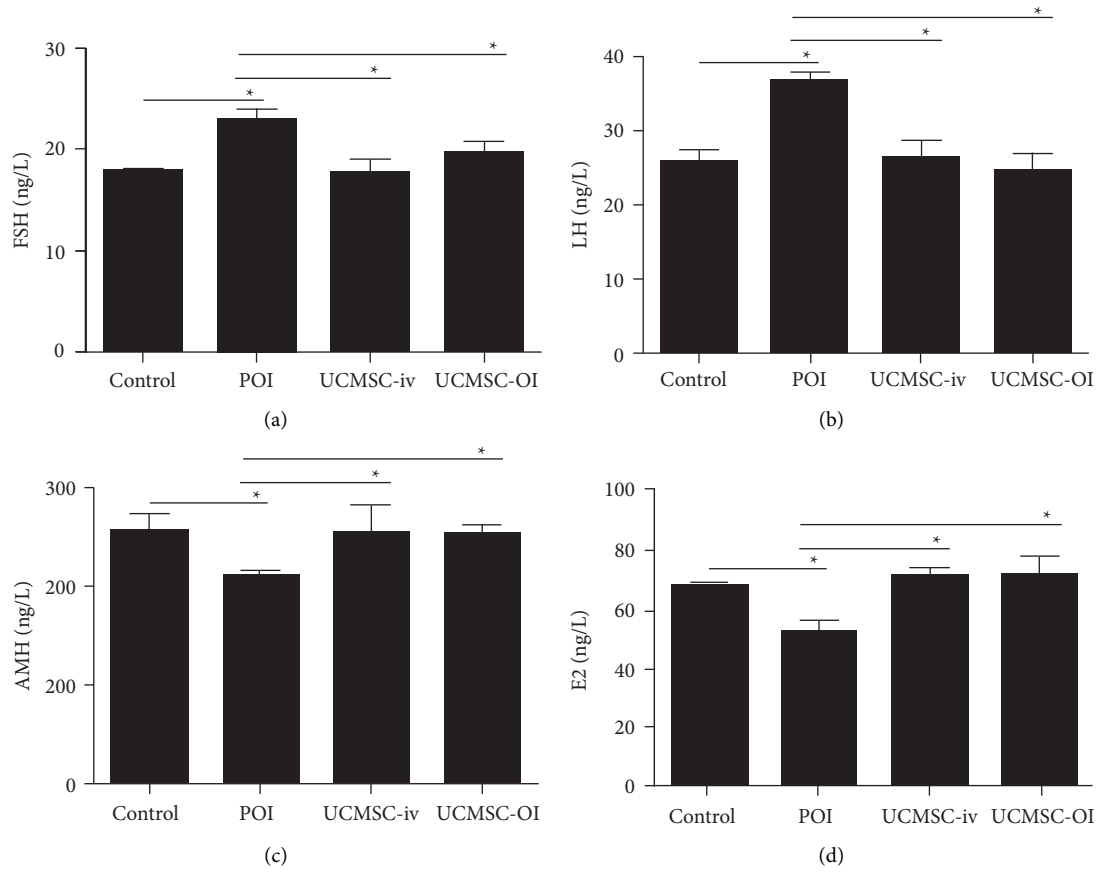 30
20
10
0
FSH (ng/L)
*
*
*
Control POI UCMSC-iv UCMSC-OI
(a)
40
30
20
10
0
LH (ng/L)
*
*
*
Control POI UCMSC-iv UCMSC-OI
(b)
300
200
200
0
AMH (ng/L)
*
*
*
Control POI UCMSC-iv UCMSC-OI
(c)
100
80
60
40
20
0
E2 (ng/L)
*
*
*
Control POI UCMSC-iv UCMSC-OI
(d)